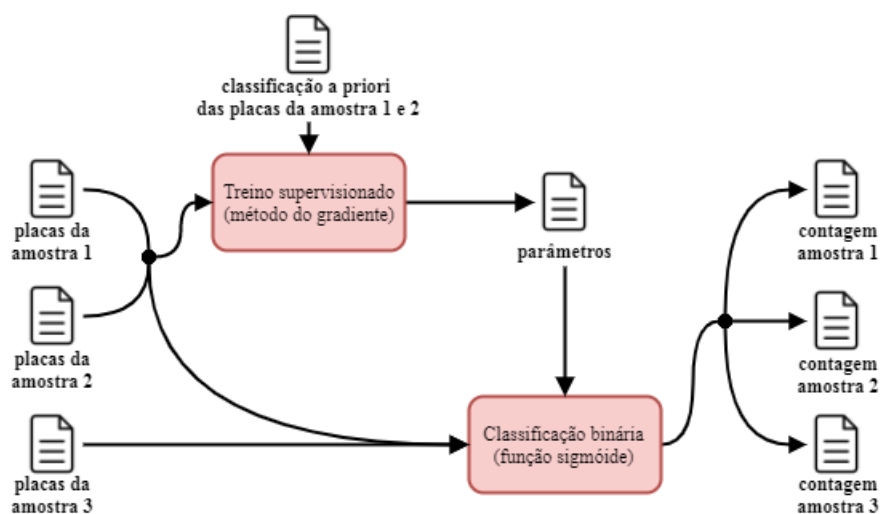 classificação a priori
das placas da amostra 1 e 2
Treino supervisionado
(método do gradiente)
placas da
amostra 1
parâmetros
contagem
amostra 1
placas da
amostra 2
contagem
amostra 2
Classificação binária
(função sigmóide)
placas da
amostra 3
contagem
amostra 3